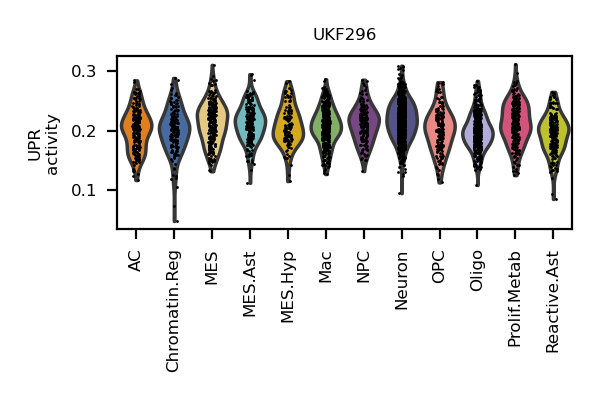 UKF296
UPR
activity
0.3
0.2
0.1
AC
Chromatin.Reg
MES
MES.Ast
MES.Hyp
Mac
NPC
Neuron
OPC
Oligo
Prolif.Metab
Reactive.Ast